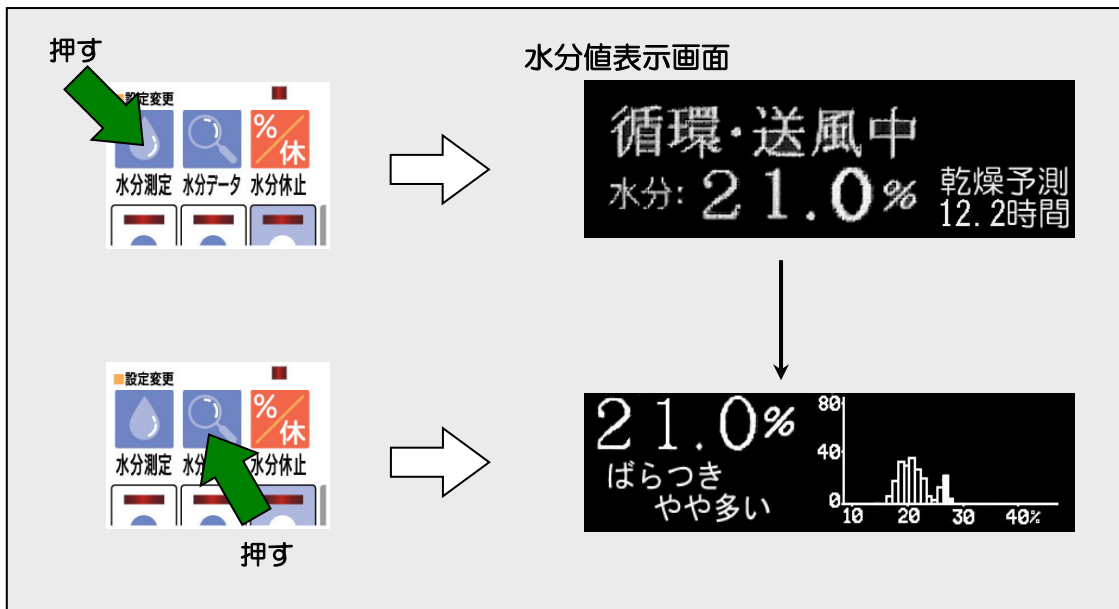 押す
水分値表示画面
設定変更
%
休
水分測定 水分データ 水分休止
循環・送風中
水分:21.0%
乾燥予測
12.2時間
設定変更
%
休
水分測定 水分 水分休止
押す
21.0%
ばらつき
やや多い
80
40
0
10 20 30 40%